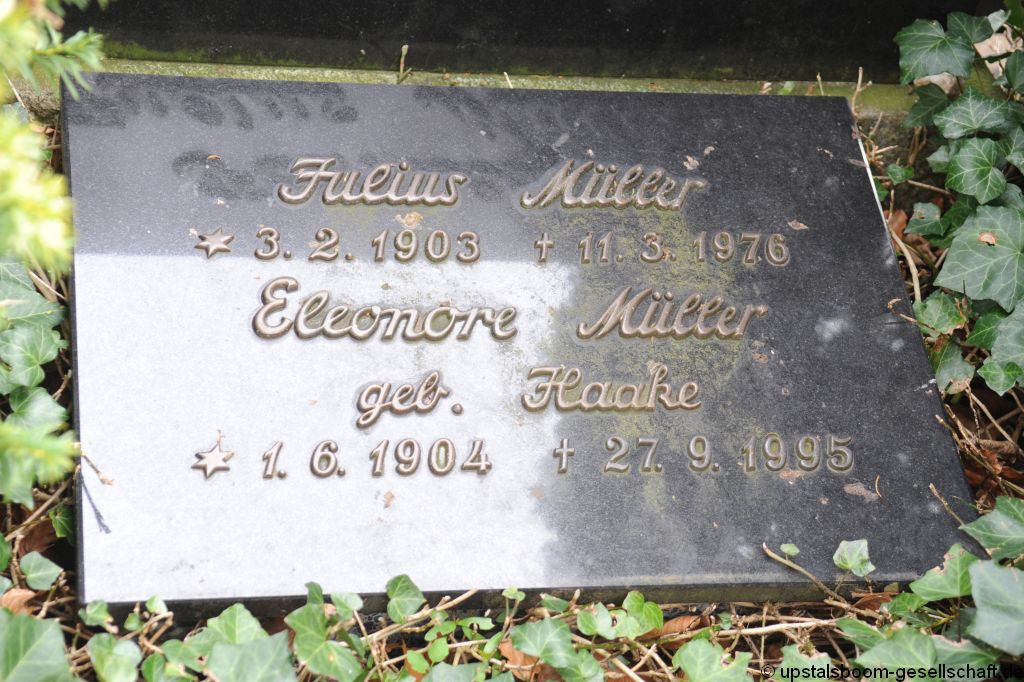 Julius Müller
* 3. 2. 1903 † 11. 3. 1976
Eleonore Müller
geb. Haake
* 1. 6. 1904 † 27. 9. 1995
© upstalsboom-gesellschaft.de